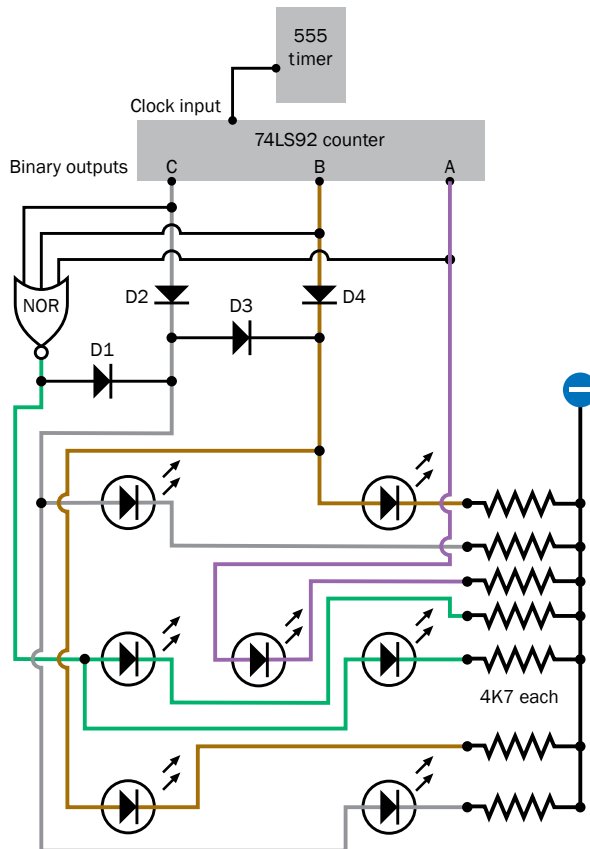 555
timer
Clock input
74LS92 counter
Binary outputs
C B A
D2
D3
D4
NOR
D1
4K7 each